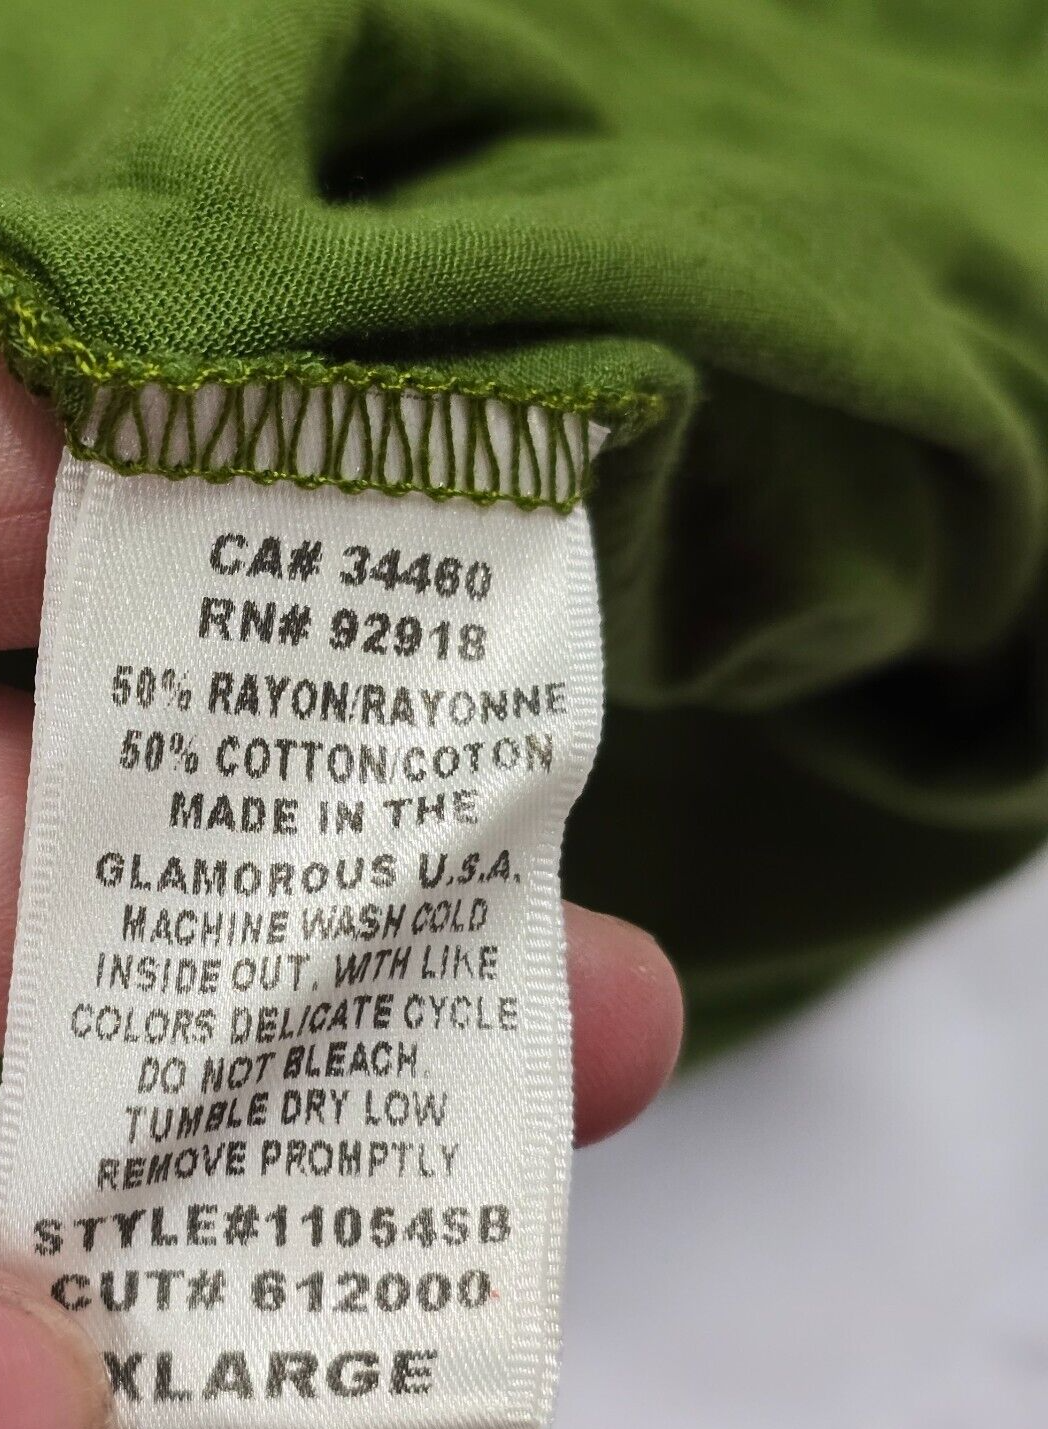 CA# 34460
RN# 92918
50% RAYON/RAYONNE
50% COTTON/COTON
MADE IN THE
GLAMOROUS U.S.A.
MACHINE WASH COLD
INSIDE OUT, WITH LIKE
COLORS DELICATE CYCLE
DO NOT BLEACH.
TUMBLE DRY LOW
REMOVE PROMPTLY
STYLE#11054SB
CUT# 612000
XLARGE